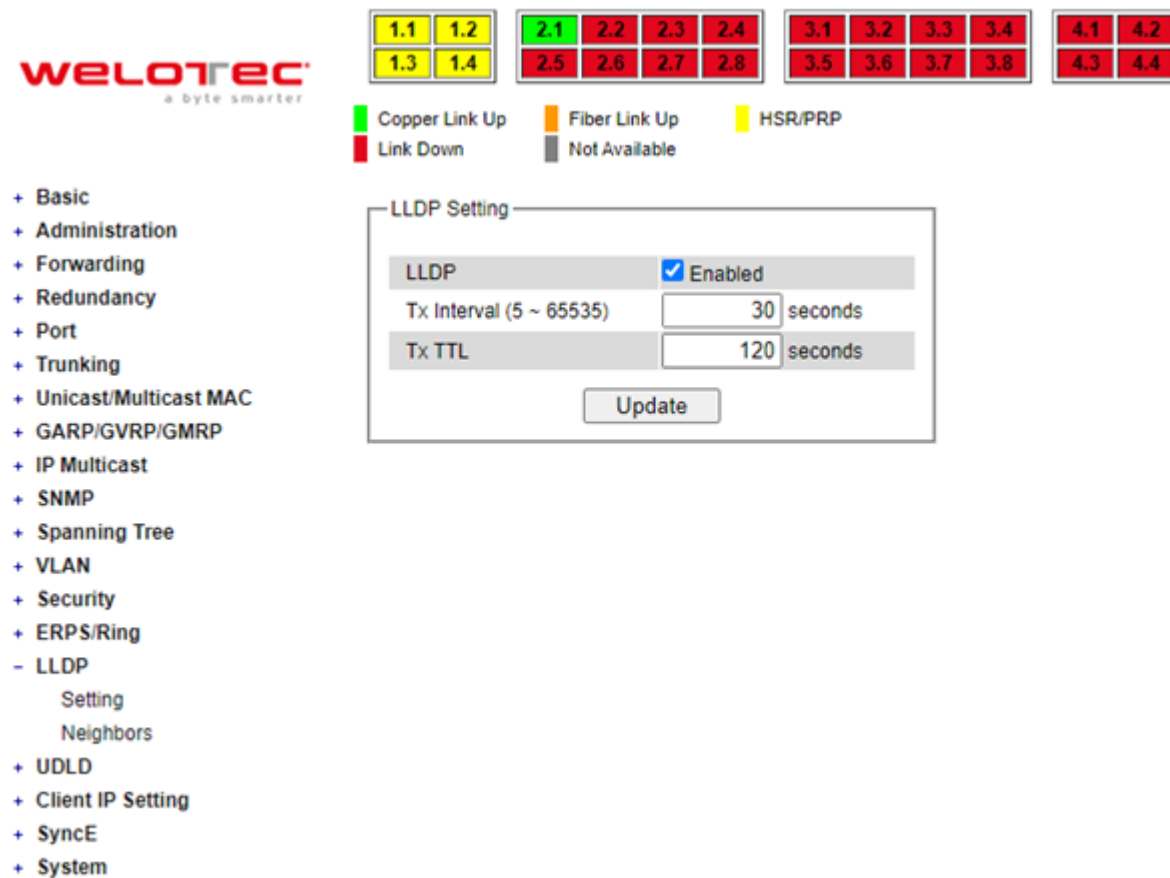 1.1 1.2 2.1 2.2 2.3 2.4 3.1 3.2 3.3 3.4 4.1 4.2
1.3 1.4 2.5 2.6 2.7 2.8 3.5 3.6 3.7 3.8 4.3 4.4
welotec
a byte smarter
Copper Link Up Fiber Link Up HSR/PRP
Link Down Not Available
+ Basic
+ Administration
+ Forwarding
+ Redundancy
+ Port
+ Trunking
+ Unicast/Multicast MAC
+ GARP/GVRP/GMRP
+ IP Multicast
+ SNMP
+ Spanning Tree
+ VLAN
+ Security
+ ERPS/Ring
- LLDP
Setting
Neighbors
+ UDLD
+ Client IP Setting
+ SyncE
+ System
LLDP Setting
LLDP Enabled
Tx Interval (5 ~ 65535) 30 seconds
Tx TTL 120 seconds
Update